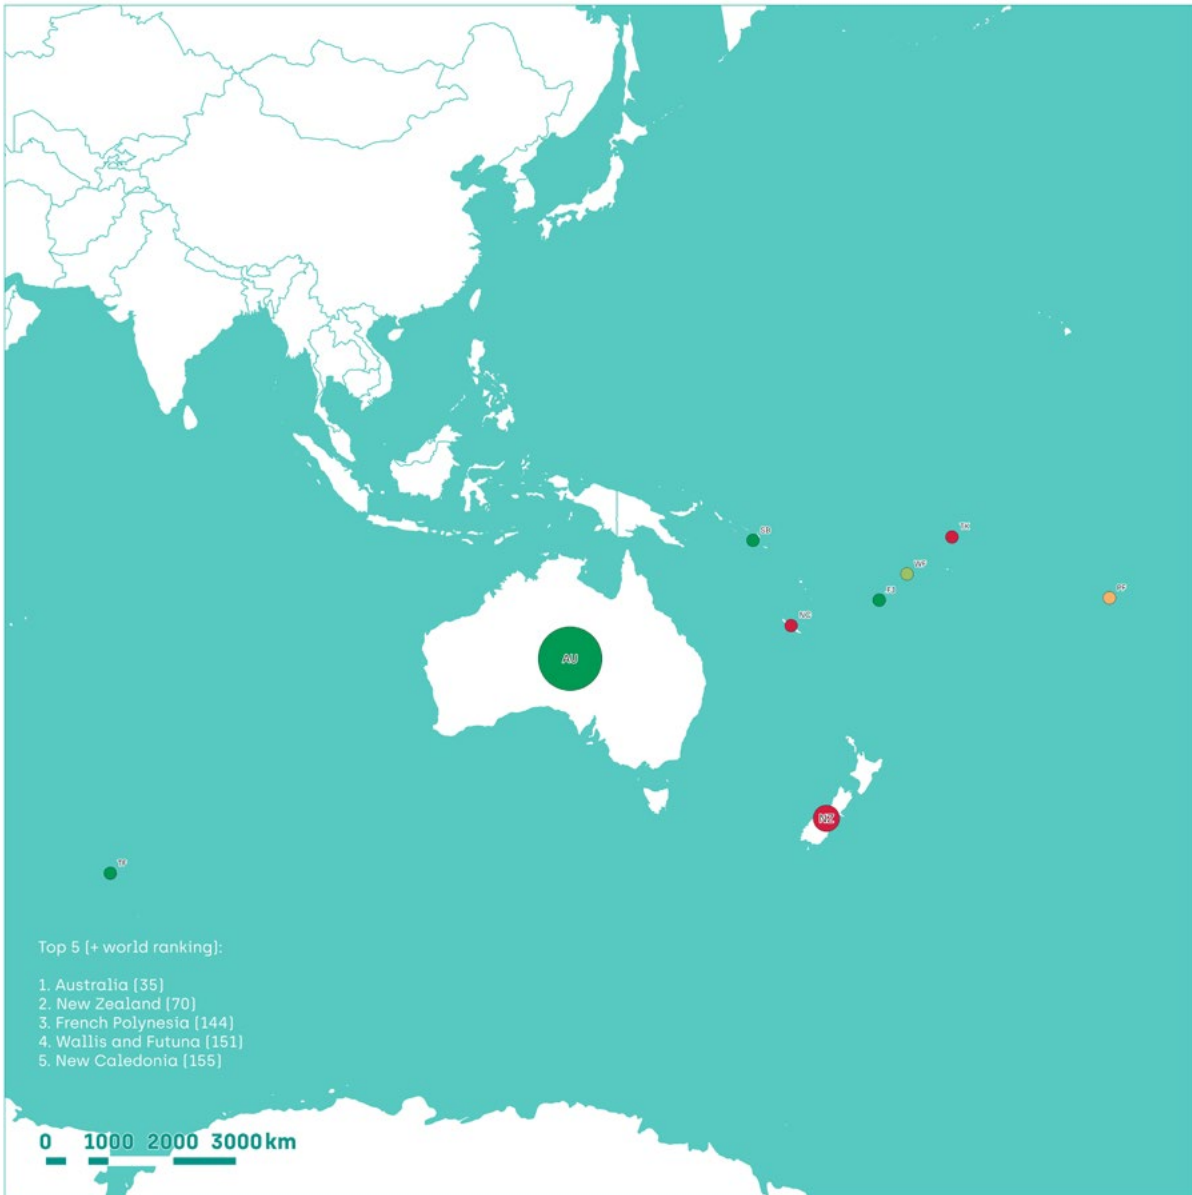 SB
TK
WF
FJ
PF
NC
AU
NZ
TF
Top 5 (+ world ranking):
1. Australia (35)
2. New Zealand (70)
3. French Polynesia (144)
4. Wallis and Futuna (151)
5. New Caledonia (155)
0 1000 2000 3000km